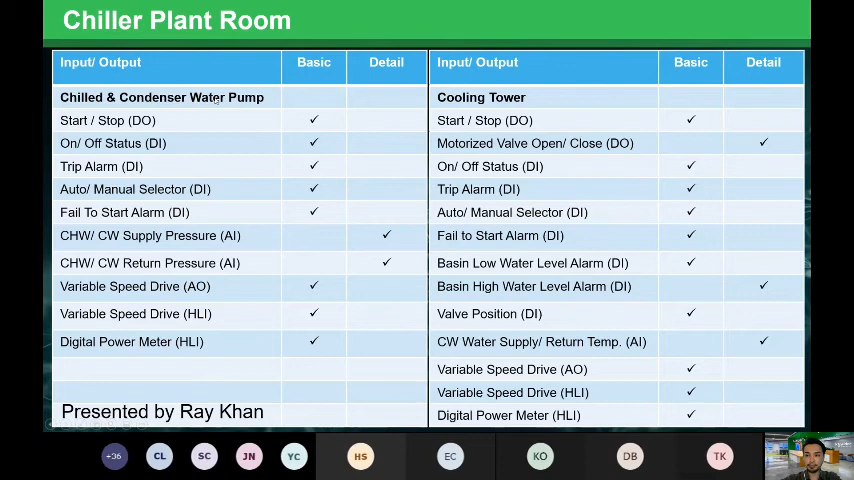 Chiller Plant Room
Input/ Output Basic Detail
Chilled & Condenser Water Pump
Start / Stop (DO) ✓
On/ Off Status (DI) ✓
Trip Alarm (DI) ✓
Auto/ Manual Selector (DI) ✓
Fail To Start Alarm (DI) ✓
CHW/ CW Supply Pressure (AI) ✓
CHW/ CW Return Pressure (AI) ✓
Variable Speed Drive (AO) ✓
Variable Speed Drive (HLI) ✓
Digital Power Meter (HLI) ✓
Input/ Output Basic Detail
Cooling Tower
Start / Stop (DO) ✓
Motorized Valve Open/ Close (DO) ✓
On/ Off Status (DI) ✓
Trip Alarm (DI) ✓
Auto/ Manual Selector (DI) ✓
Fail to Start Alarm (DI) ✓
Basin Low Water Level Alarm (DI) ✓
Basin High Water Level Alarm (DI) ✓
Valve Position (DI) ✓
CW Water Supply/ Return Temp. (AI) ✓
Variable Speed Drive (AO) ✓
Variable Speed Drive (HLI) ✓
Digital Power Meter (HLI) ✓
Presented by Ray Khan
+36 CL SC JN YC HS EC KO DB TK